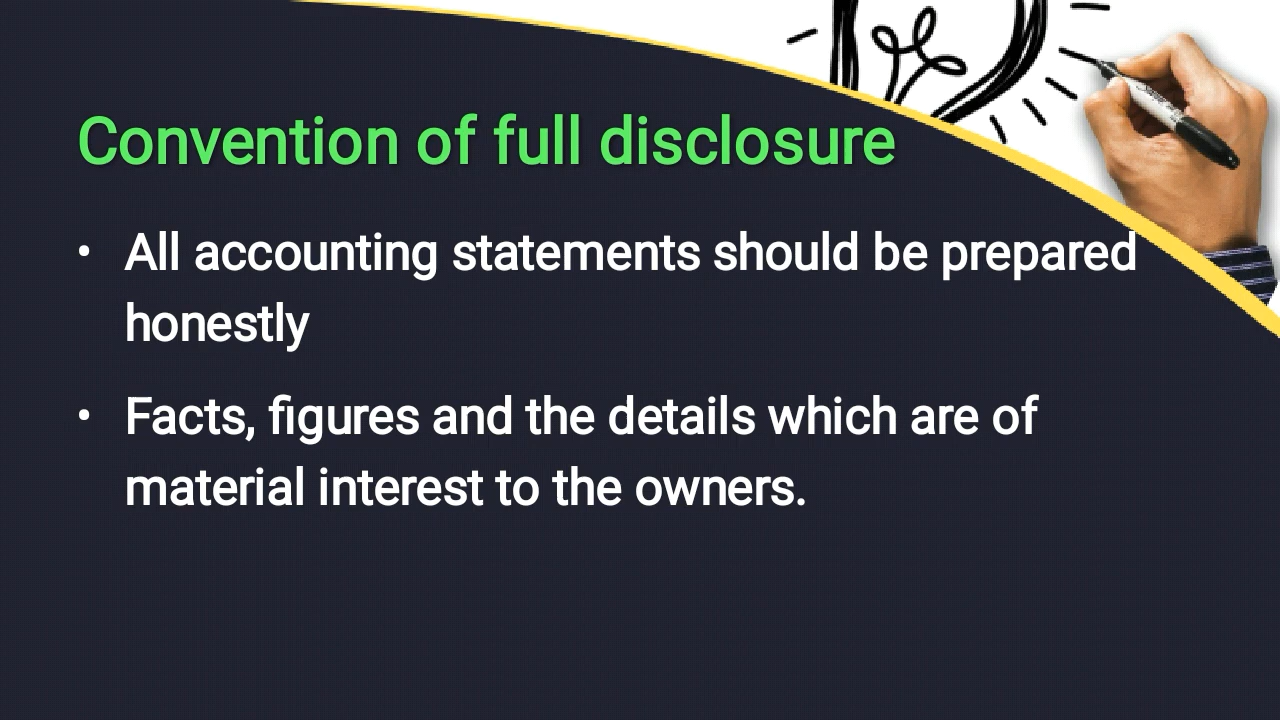 Convention of full disclosure
• All accounting statements should be prepared
honestly
• Facts, figures and the details which are of
material interest to the owners.